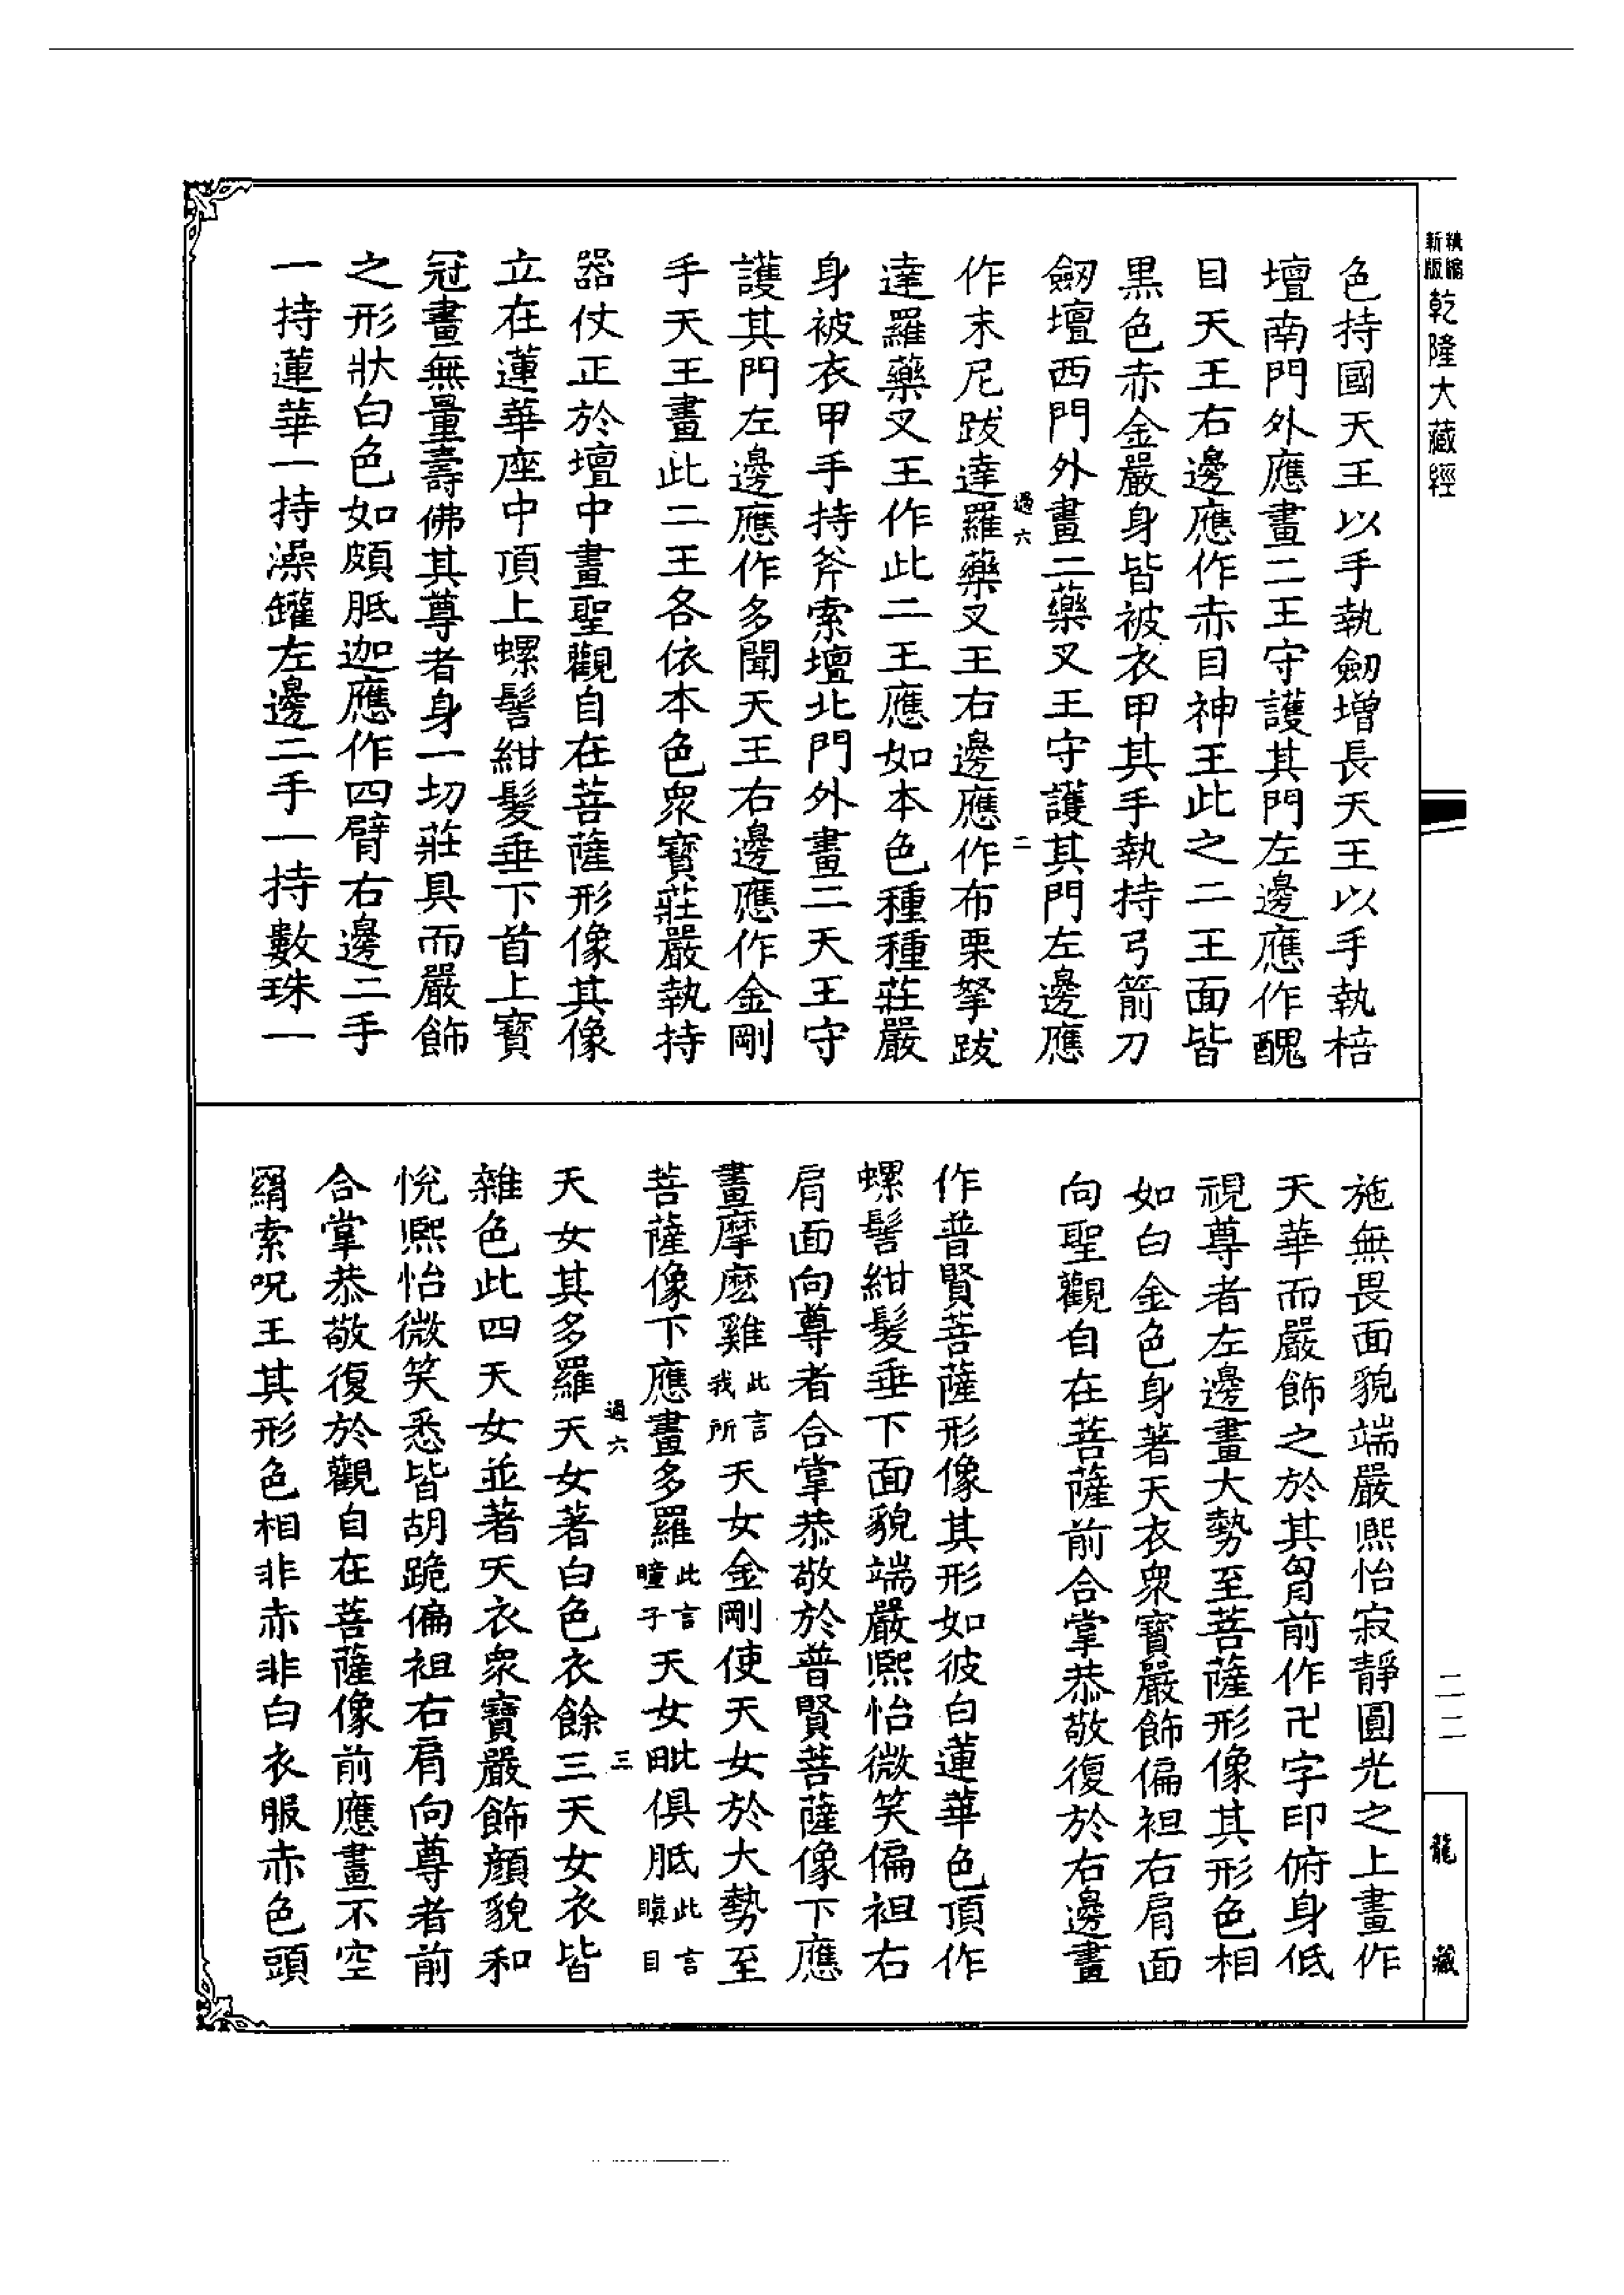 精縮新版乾隆大藏經
色持國天王以手執劒增長天王以手執棓
壇南門外應畫二王守護其門左邊應作醜
目天王右邊應作赤目神王此之二王面皆
黑色赤金嚴身皆被衣甲其手執持弓箭刀
劒壇西門外畫二藥叉王守護其門左邊應
過六
二
作末尼跋達羅藥叉王右邊應作布栗拏跋
達羅藥叉王作此二王應如本色種種莊嚴
身被衣甲手持斧索壇北門外畫二天王守
護其門左邊應作多聞天王右邊應作金剛
手天王畫此二王各依本色眾寶莊嚴執持
器仗正於壇中畫聖觀自在菩薩形像其像
立在蓮華座中頂上螺髻紺髮垂下首上寶
冠畫無量壽佛其尊者身一切莊具而嚴飾
之形狀白色如頗胝迦應作四臂右邊二手
一持蓮華一持澡罐左邊二手一持數珠一
施無畏面貌端嚴熙怡寂靜圓光之上畫作
天華而嚴飾之於其胷前作卍字印俯身低
視尊者左邊畫大勢至菩薩形像其形色相
如白金色身著天衣眾寶嚴飾偏袒右肩面
向聖觀自在菩薩前合掌恭敬復於右邊畫
作普賢菩薩形像其形如彼白蓮華色頂作
螺髻紺髮垂下面貌端嚴熙怡微笑偏袒右
肩面向尊者合掌恭敬於普賢菩薩像下應
畫摩麽雞此言我所天女金剛使天女於大勢至
菩薩像下應畫多羅此言瞳子天女毗俱胝此言瞋目
過六
三
天女其多羅天女著白色衣餘三天女衣皆
雜色此四天女並著天衣眾寶嚴飾顏貌和
悅熙怡微笑悉皆胡跪偏袒右肩向尊者前
合掌恭敬復於觀自在菩薩像前應畫不空
羂索呪王其形色相非赤非白衣服赤色頭
二二
龍藏